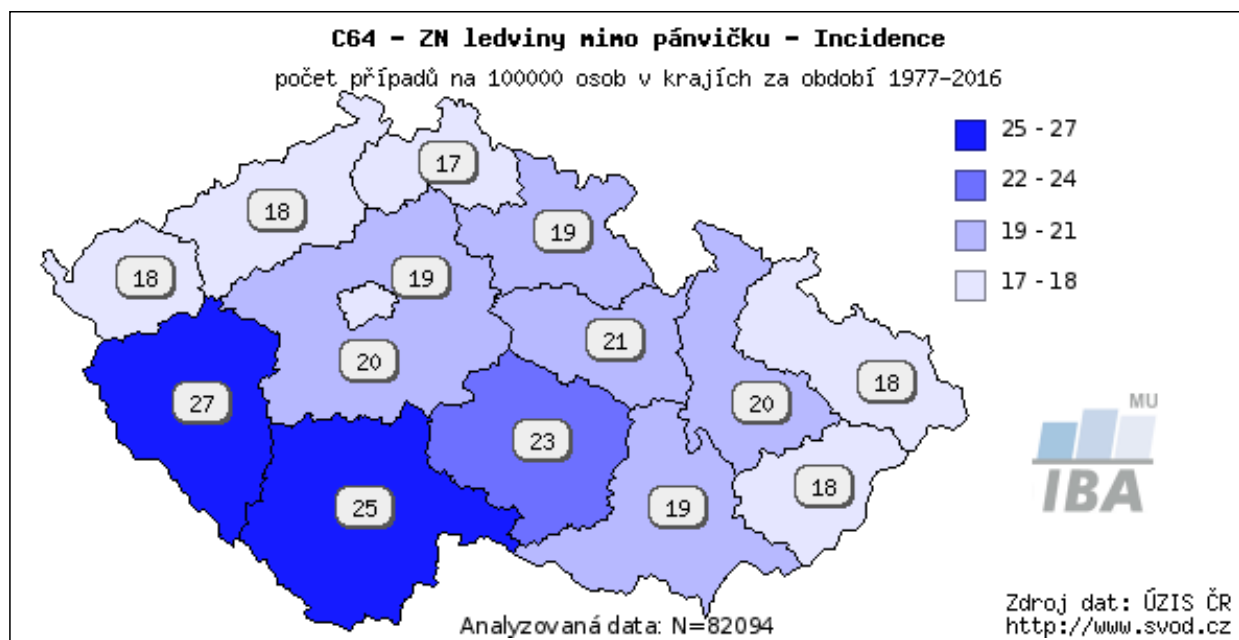 C64 - ZN ledviny mimo pánvičku - Incidence
počet případů na 100000 osob v krajích za období 1977-2016
25 - 27
22 - 24
19 - 21
17 - 18
17
18
19
18
19
21
20
18
27
20
23
18
25
19
MU
IBA
Analyzovaná data: N=82094
Zdroj dat: ÚZIS ČR
http://www.svod.cz